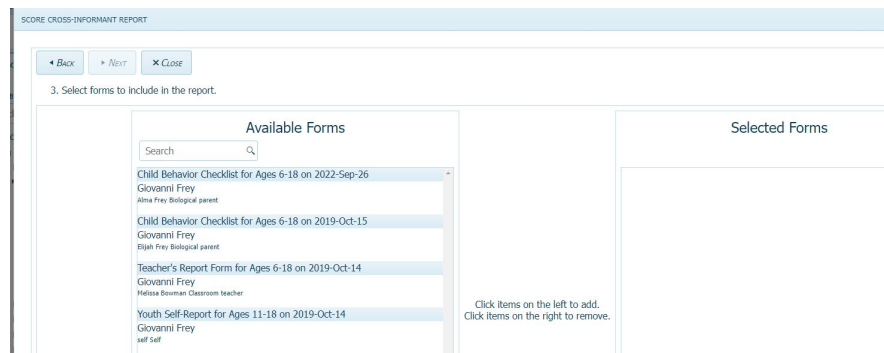 SCORE CROSS-INFORMANT REPORT
BACK
NEXT
CLOSE
3. Select forms to include in the report.
Available Forms
Search
Child Behavior Checklist for Ages 6-18 on 2022-Sep-26
Giovanni Frey
Alma Frey Biological parent
Child Behavior Checklist for Ages 6-18 on 2019-Oct-15
Giovanni Frey
Elijah Frey Biological parent
Teacher's Report Form for Ages 6-18 on 2019-Oct-14
Giovanni Frey
Melissa Bowman Classroom teacher
Youth Self-Report for Ages 11-18 on 2019-Oct-14
Giovanni Frey
self Self
Click items on the left to add.
Click items on the right to remove.
Selected Forms